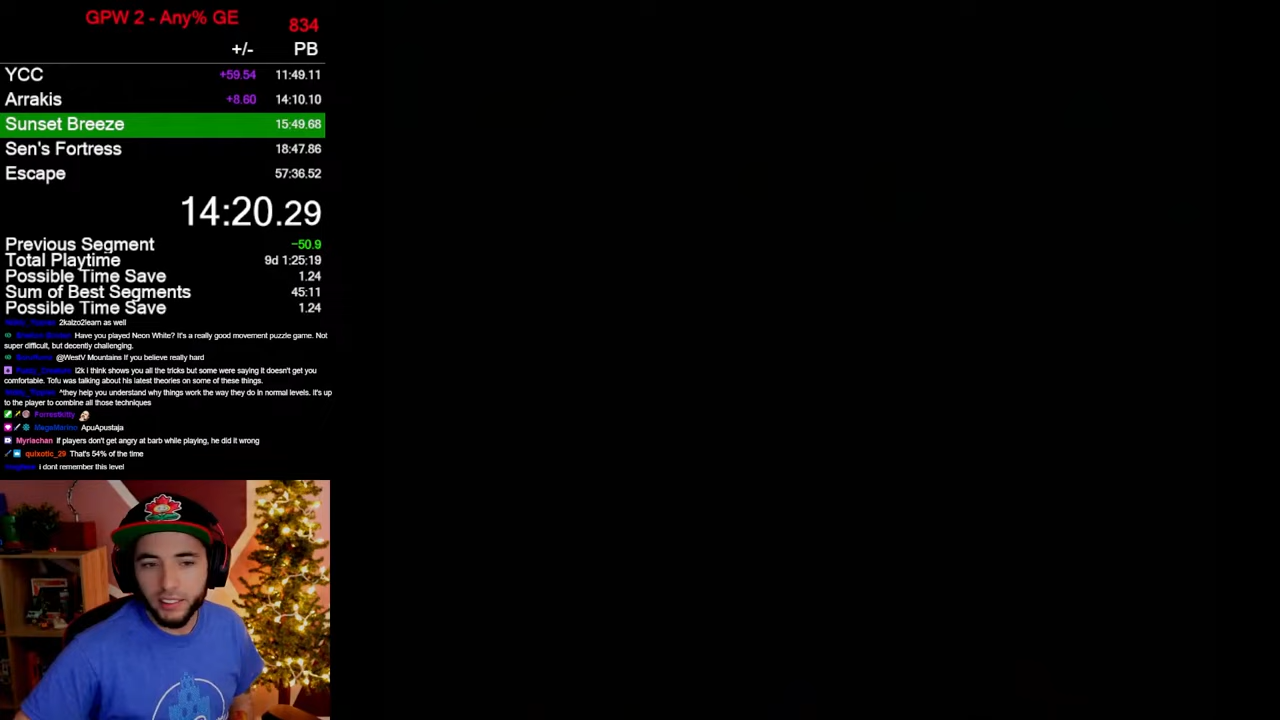 GPW 2 - Any% GE
834
+/- PB
YCC +59.54 11:49.11
Arrakis +8.60 14:10.10
Sunset Breeze 15:49.68
Sen's Fortress 18:47.86
Escape 57:36.52
14:20.29
Previous Segment −50.9
Total Playtime 9d 1:25:19
Possible Time Save 1.24
Sum of Best Segments 45:11
Possible Time Save 1.24
2kaizo2learn as well
Have you played Neon White? It's a really good movement puzzle game. Not
super difficult, but decently challenging.
@WestV Mountains If you believe really hard
i2k i think shows you all the tricks but some were saying it doesn't get you
comfortable. Tofu was talking about his latest theories on some of these things.
^they help you understand why things work the way they do in normal levels. it's up
to the player to combine all those techniques
Forrestkitty
MegaMarino ApuApustaja
Myriachan If players don't get angry at barb while playing, he did it wrong
quixotic_29 That's 54% of the time
i dont remember this level